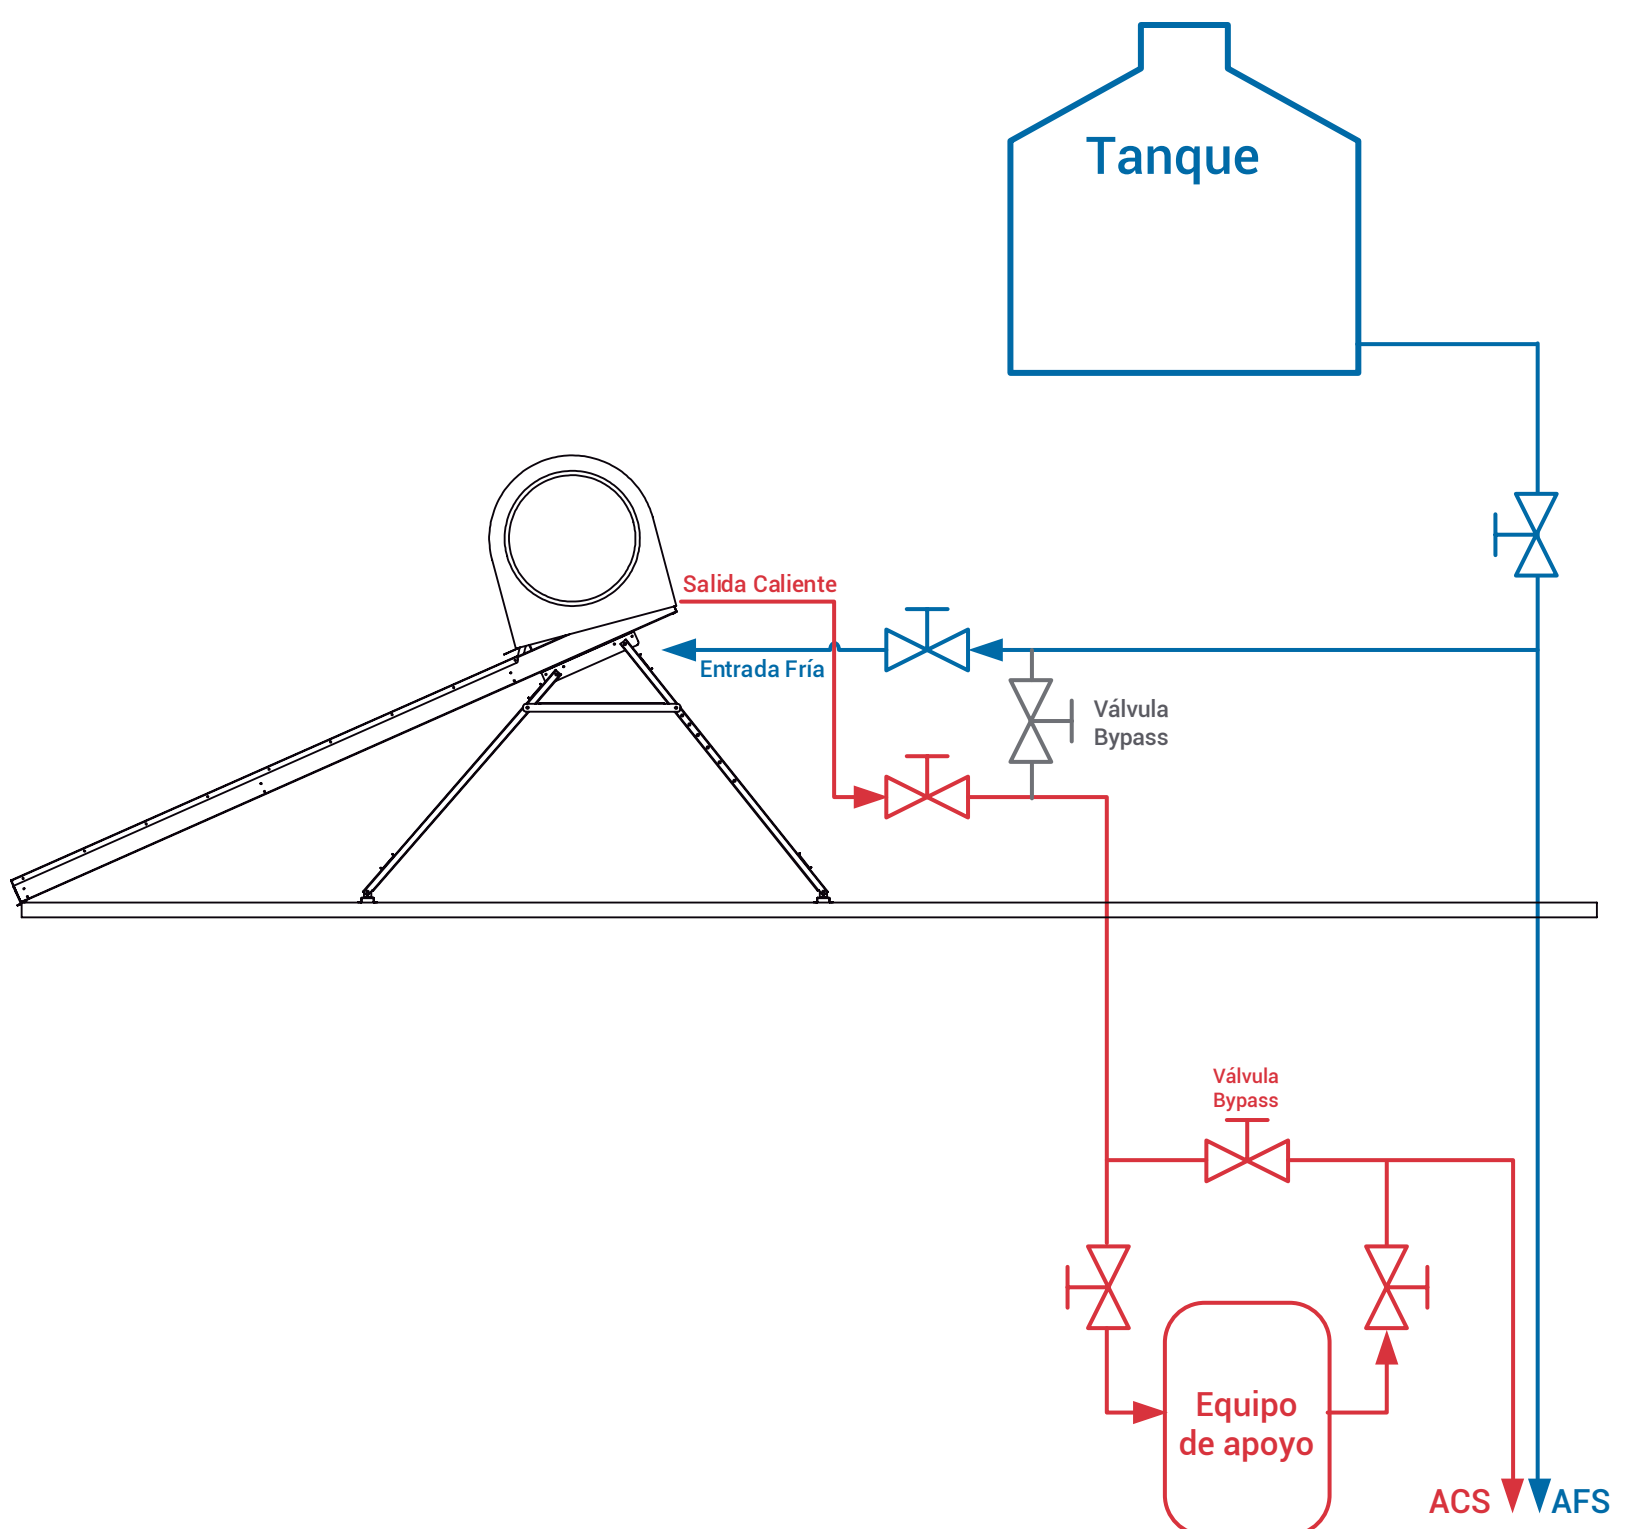 Tanque
Salida Caliente
Entrada Fría
Válvula
Bypass
Válvula
Bypass
Equipo
de apoyo
ACS
AFS